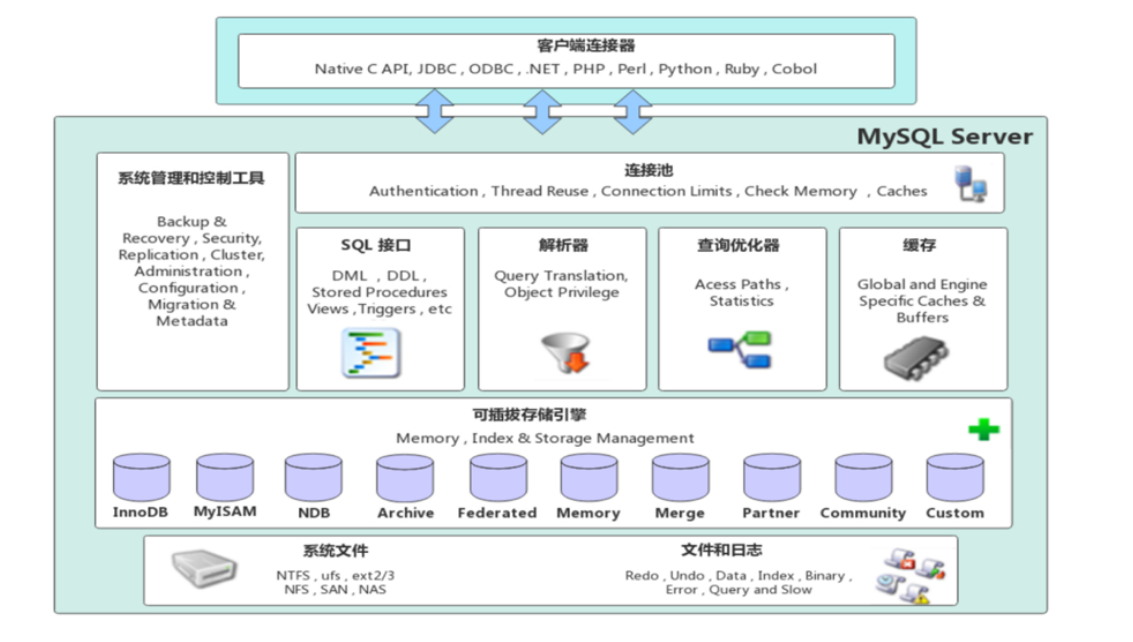 客户端连接器
Native C API, JDBC , ODBC , .NET , PHP , Perl , Python , Ruby , Cobol
MySQL Server
系统管理和控制工具
Backup &
Recovery , Security,
Replication , Cluster,
Administration ,
Configuration ,
Migration &
Metadata
连接池
Authentication , Thread Reuse , Connection Limits , Check Memory , Caches
SQL 接口
DML , DDL ,
Stored Procedures
Views ,Triggers , etc
解析器
Query Translation,
Object Privilege
查询优化器
Acess Paths ,
Statistics
缓存
Global and Engine
Specific Caches &
Buffers
可插拔存储引擎
Memory , Index & Storage Management
InnoDB
MyISAM
NDB
Archive
Federated
Memory
Merge
Partner
Community
Custom
系统文件
NTFS , ufs , ext2/3
NFS , SAN , NAS
文件和日志
Redo , Undo , Data , Index , Binary ,
Error , Query and Slow